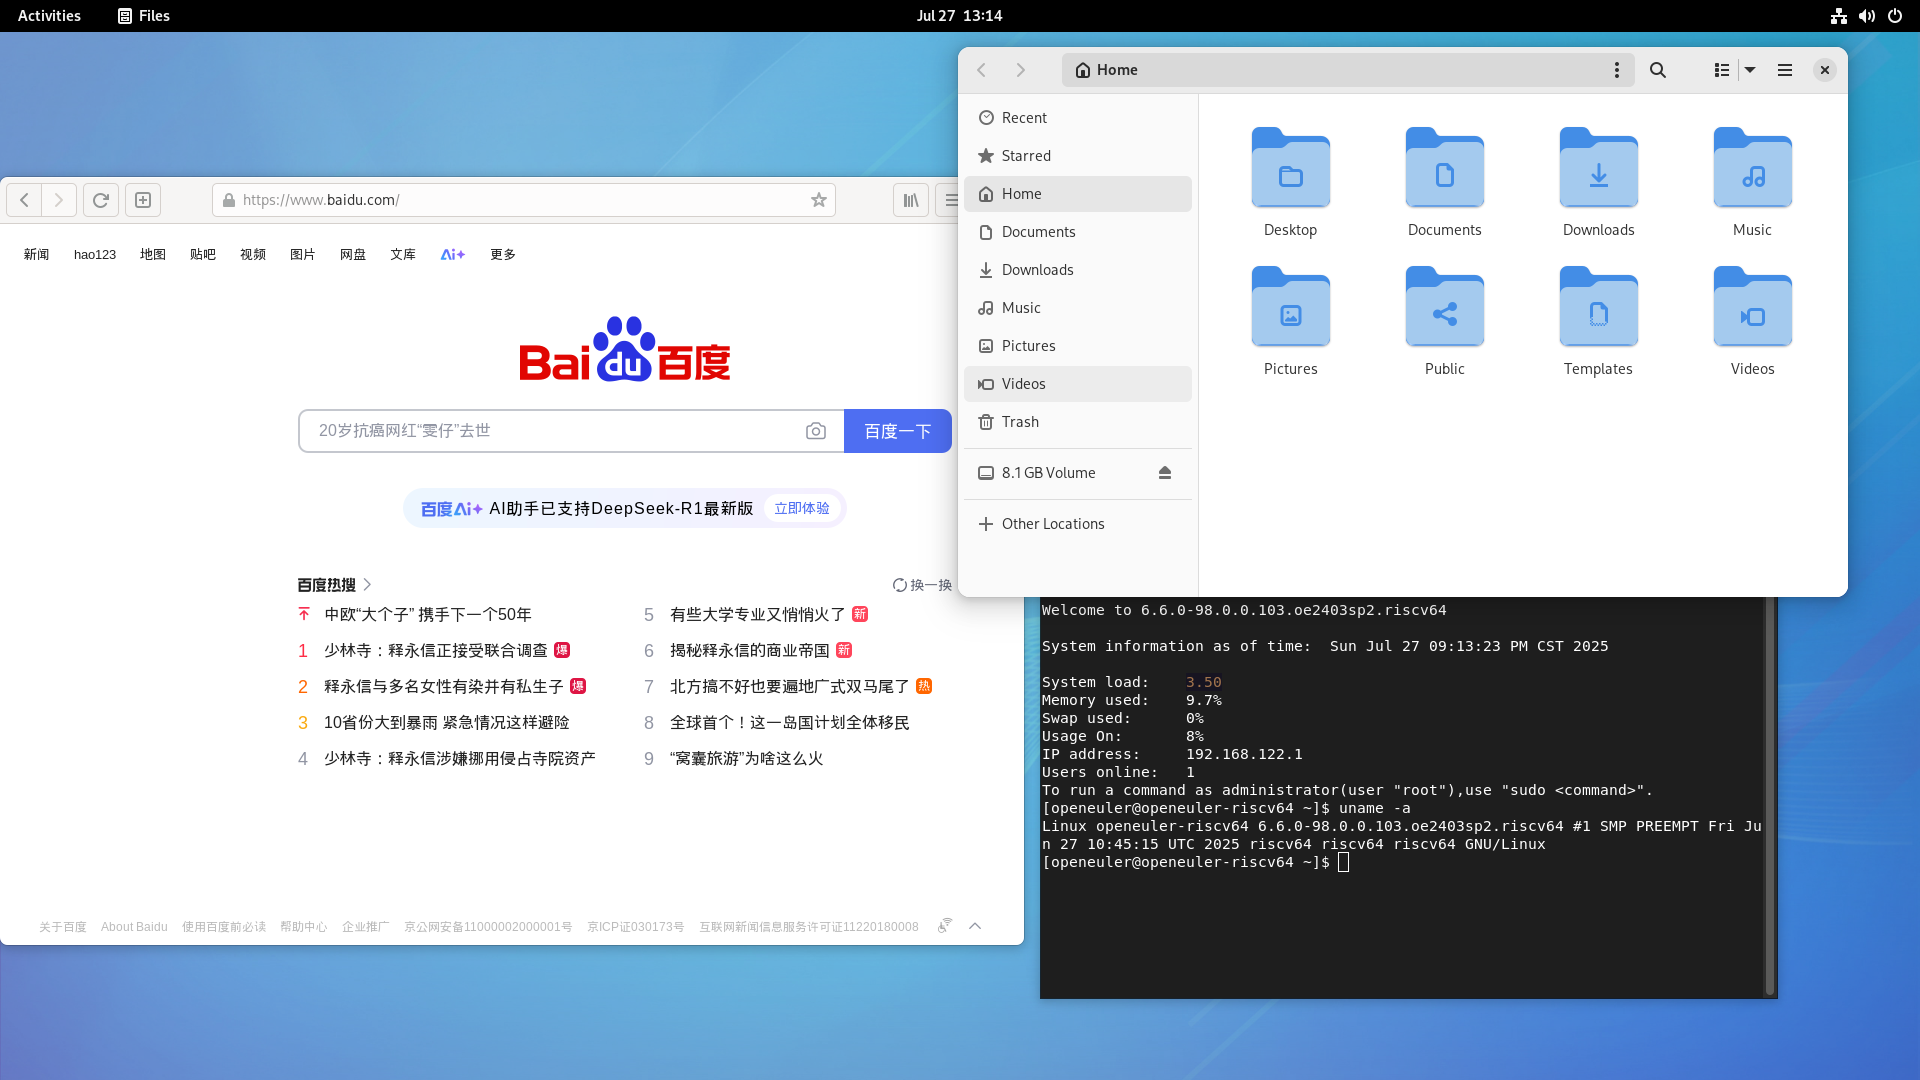 Activities Files Jul 27 13:14
Home
Recent
Starred
Home
Documents
Downloads
Music
Pictures
Videos
Trash
8.1 GB Volume
Other Locations
Desktop Documents Downloads Music
Pictures Public Templates Videos
https://www.baidu.com/
新闻 hao123 地图 贴吧 视频 图片 网盘 文库 Ai+ 更多
Bai du 百度
20岁抗癌网红“雯仔”去世 百度一下
百度Ai+ AI助手已支持DeepSeek-R1最新版 立即体验
百度热搜 换一换
中欧“大个子” 携手下一个50年
1 少林寺：释永信正接受联合调查 爆
2 释永信与多名女性有染并有私生子 爆
3 10省份大到暴雨 紧急情况这样避险
4 少林寺：释永信涉嫌挪用侵占寺院资产
5 有些大学专业又悄悄火了 新
6 揭秘释永信的商业帝国 新
7 北方搞不好也要遍地广式双马尾了 热
8 全球首个！这一岛国计划全体移民
9 “窝囊旅游”为啥这么火
关于百度 About Baidu 使用百度前必读 帮助中心 企业推广 京公网安备11000002000001号 京ICP证030173号 互联网新闻信息服务许可证11220180008
Welcome to 6.6.0-98.0.0.103.oe2403sp2.riscv64
System information as of time:  Sun Jul 27 09:13:23 PM CST 2025
System load:    3.50
Memory used:    9.7%
Swap used:      0%
Usage On:       8%
IP address:     192.168.122.1
Users online:   1
To run a command as administrator(user "root"),use "sudo <command>".
[openeuler@openeuler-riscv64 ~]$ uname -a
Linux openeuler-riscv64 6.6.0-98.0.0.103.oe2403sp2.riscv64 #1 SMP PREEMPT Fri Ju
n 27 10:45:15 UTC 2025 riscv64 riscv64 riscv64 GNU/Linux
[openeuler@openeuler-riscv64 ~]$